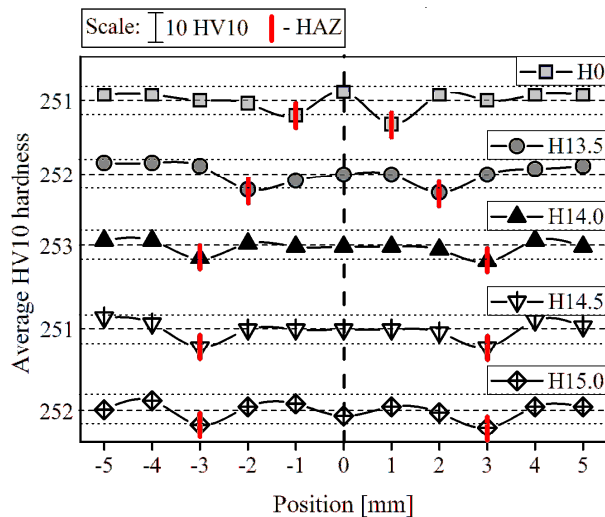 Scale: 10 HV10 - HAZ
H0
251
H13.5
252
H14.0
253
H14.5
251
H15.0
252
Average HV10 hardness
-5 -4 -3 -2 -1 0 1 2 3 4 5
Position [mm]